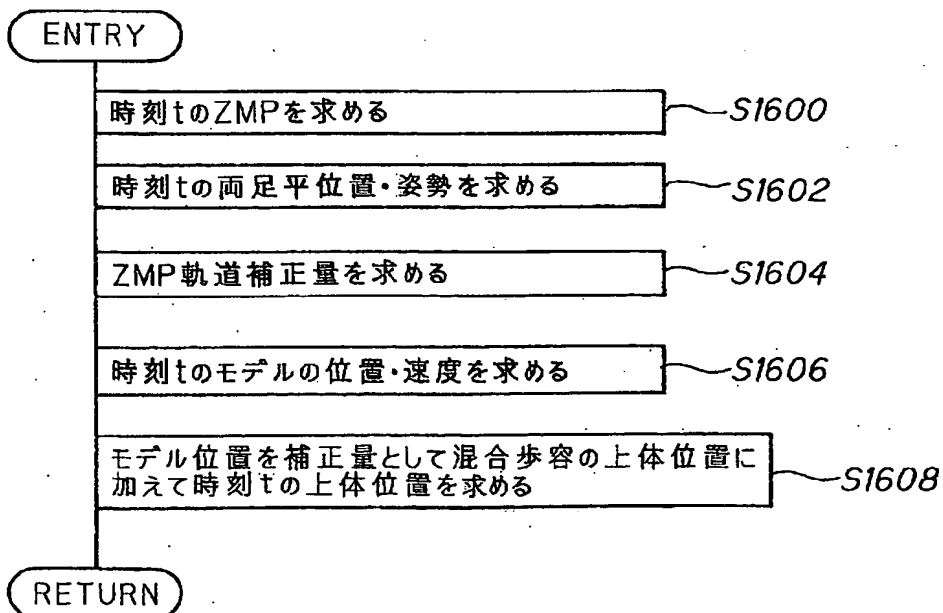 ENTRY
時刻tのZMPを求める
S1600
時刻tの両足平位置・姿勢を求める
S1602
ZMP軌道補正量を求める
S1604
時刻tのモデルの位置・速度を求める
S1606
モデル位置を補正量として混合歩容の上体位置に
加えて時刻tの上体位置を求める
S1608
RETURN